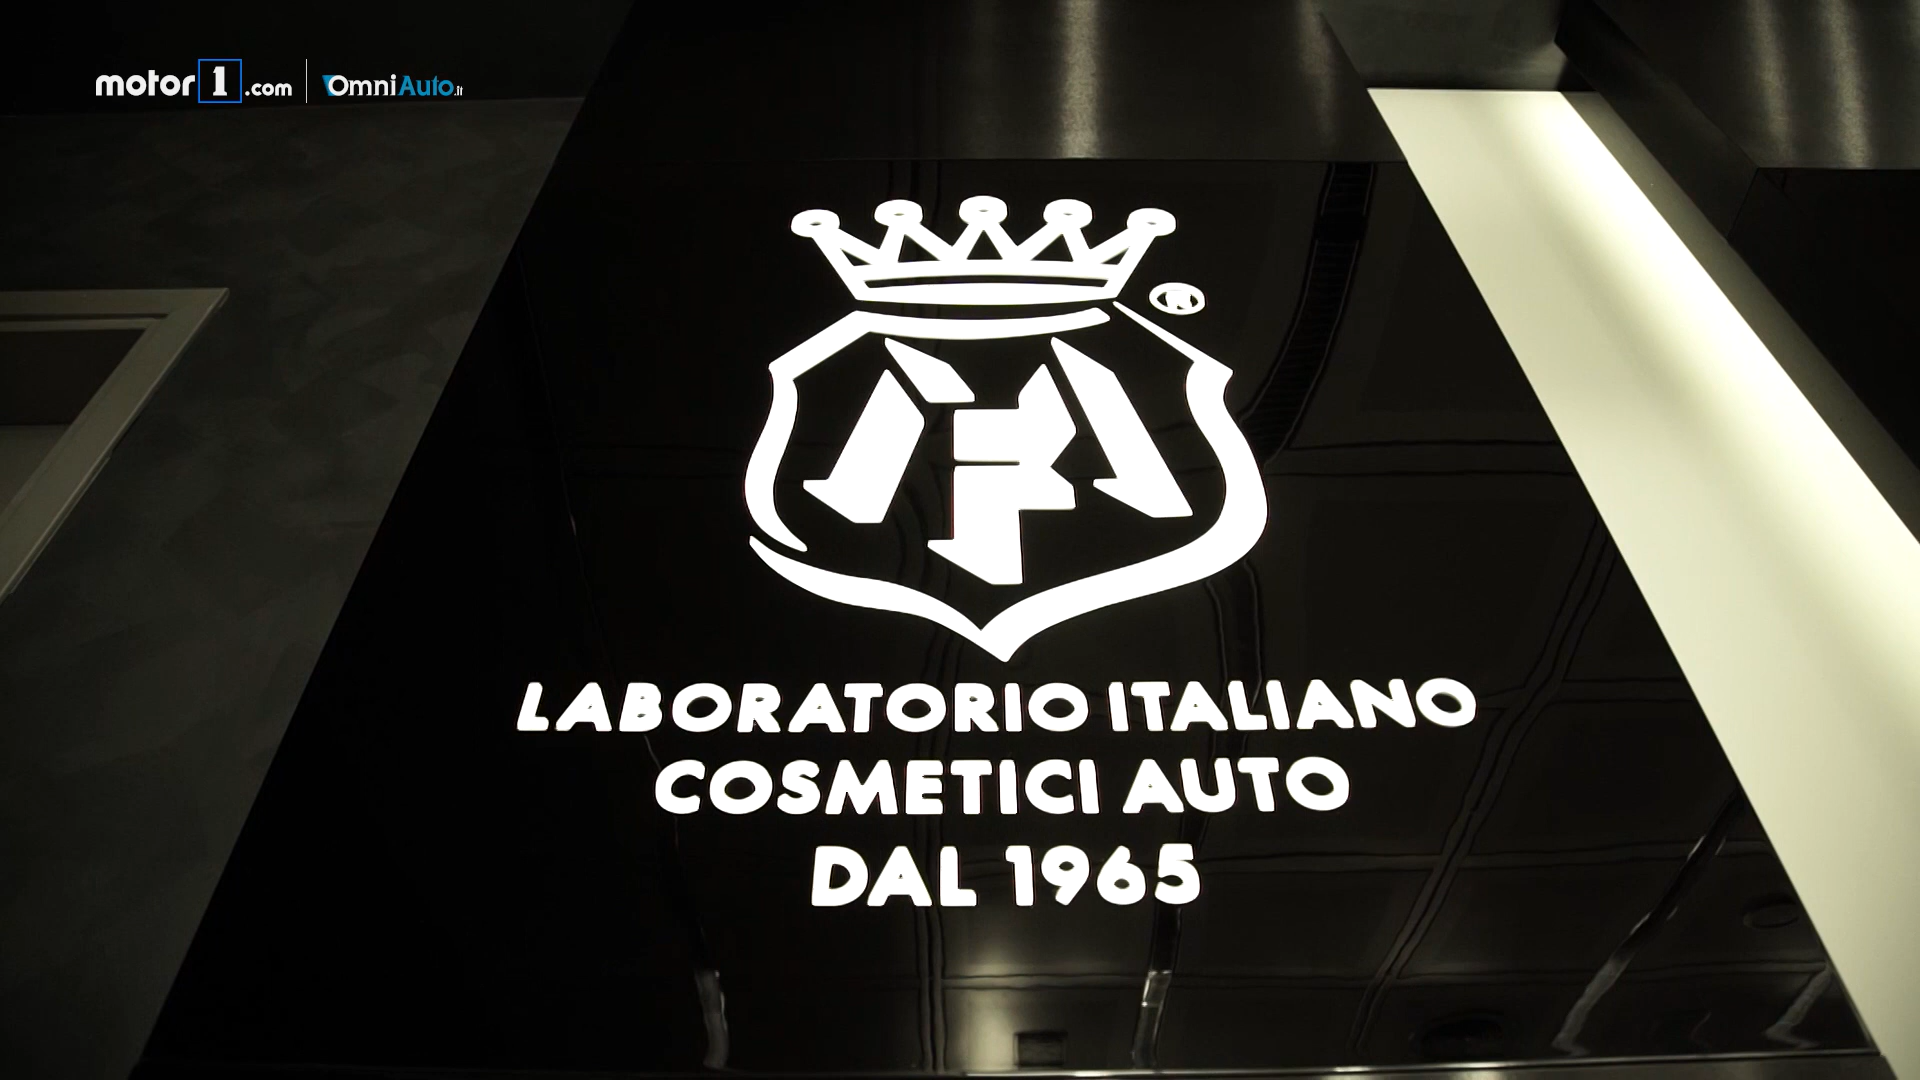 motor1.com OmniAuto.it
®
LABORATORIO ITALIANO
COSMETICI AUTO
DAL 1965